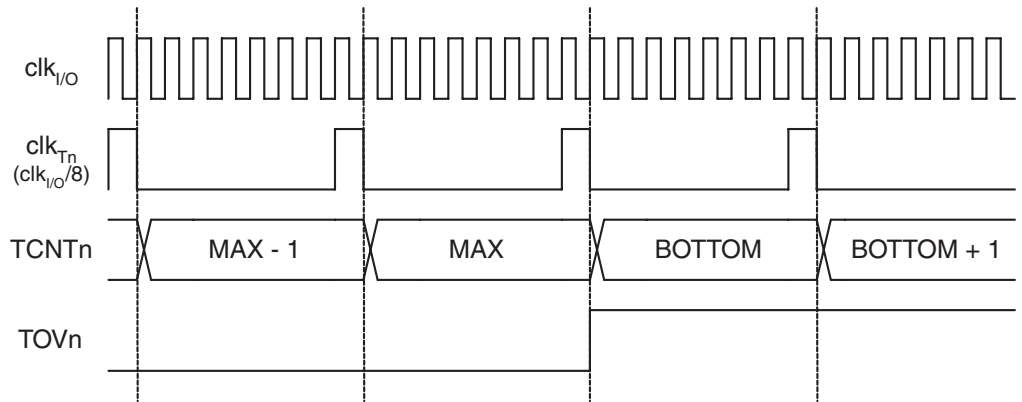 clkI/O
clkTn
(clkI/O/8)
TCNTn MAX - 1 MAX BOTTOM BOTTOM + 1
TOVn